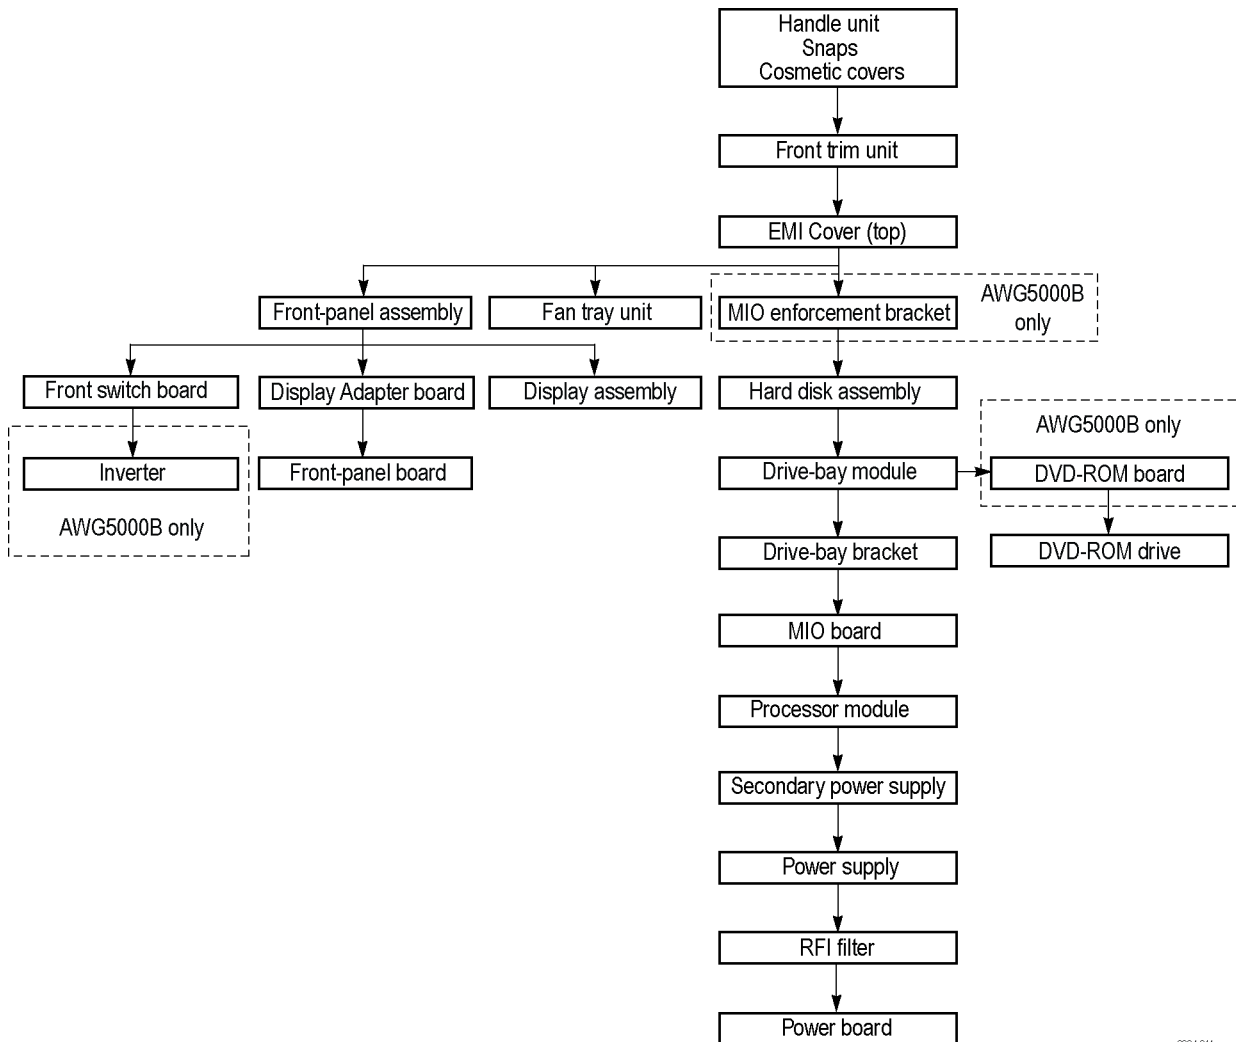 Handle unit
Snaps
Cosmetic covers
Front trim unit
EMI Cover (top)
Front-panel assembly
Fan tray unit
MIO enforcement bracket
AWG5000B
only
Front switch board
Display Adapter board
Display assembly
Hard disk assembly
AWG5000B only
Inverter
Front-panel board
Drive-bay module
DVD-ROM board
AWG5000B only
Drive-bay bracket
DVD-ROM drive
MIO board
Processor module
Secondary power supply
Power supply
RFI filter
Power board